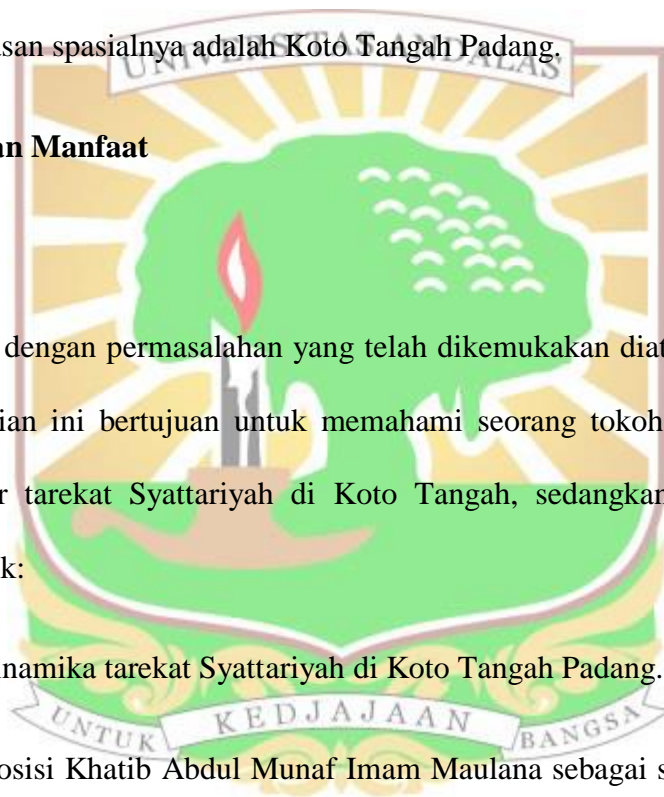 UNIVERSITAS ANDALAS
san spasialnya adalah Koto Tangah Padang.
an Manfaat
dengan permasalahan yang telah dikemukakan diat
ian ini bertujuan untuk memahami seorang tokoh
r tarekat Syattariyah di Koto Tangah, sedangkan
k:
inamika tarekat Syattariyah di Koto Tangah Padang.
UNTUK KEDJAJAAN BANGSA
osisi Khatib Abdul Munaf Imam Maulana sebagai s